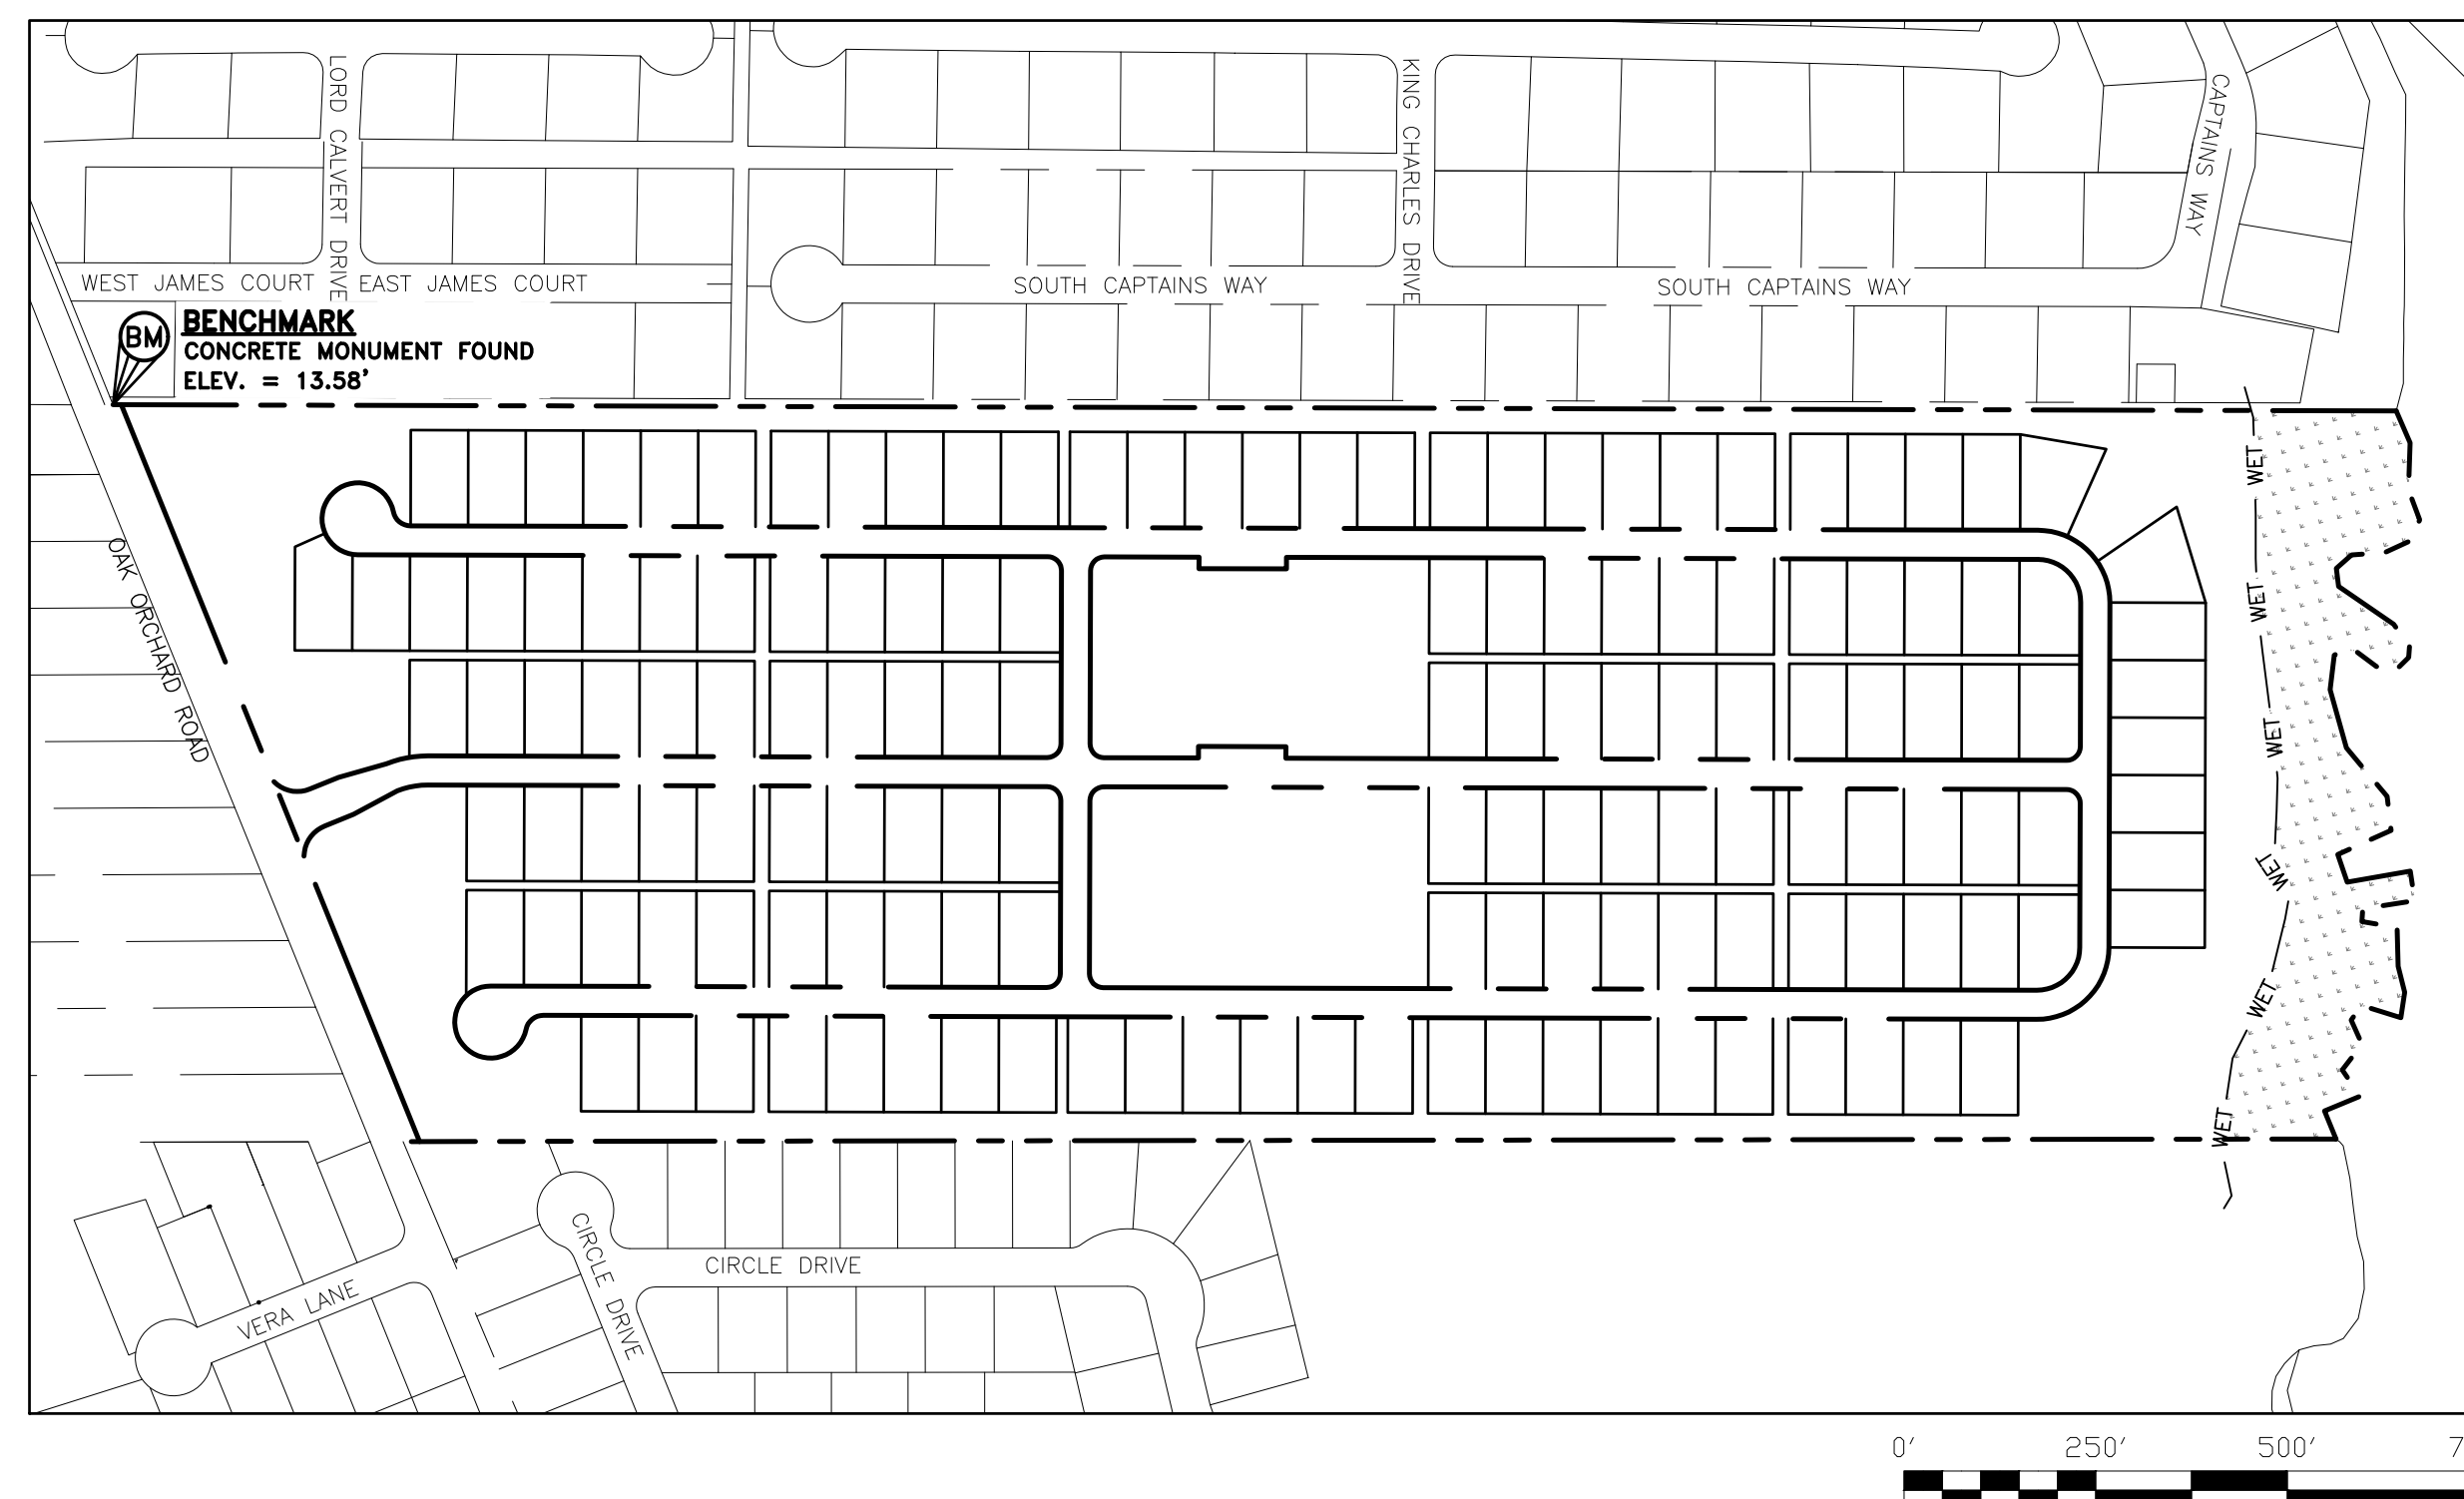 LORD CALVERT DRIVE
KING CHARLES DRIVE
CAPTAINS WAY
WEST JAMES COURT
EAST JAMES COURT
SOUTH CAPTAINS WAY
SOUTH CAPTAINS WAY
BM
BENCHMARK
CONCRETE MONUMENT FOUND
ELEV. = 13.58'
OAK ORCHARD ROAD
WET
WET
WET
WET
WET
WET
CIRCLE DRIVE
CIRCLE DRIVE
VERA LANE
0' 250' 500'